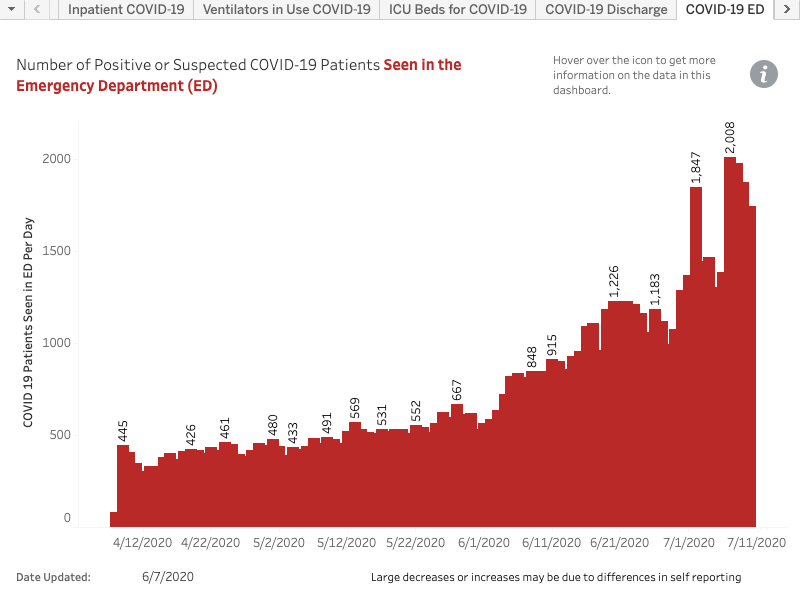 Inpatient COVID-19 Ventilators in Use COVID-19 ICU Beds for COVID-19 COVID-19 Discharge COVID-19 ED
Number of Positive or Suspected COVID-19 Patients Seen in the
Emergency Department (ED)
Hover over the icon to get more
information on the data in this
dashboard.
i
COVID 19 Patients Seen in ED Per Day
2000
1500
1000
500
0
445
426
461
480
433
491
569
531
552
667
848
915
1,226
1,183
1,847
2,008
4/12/2020 4/22/2020 5/2/2020 5/12/2020 5/22/2020 6/1/2020 6/11/2020 6/21/2020 7/1/2020 7/11/2020
Date Updated: 6/7/2020
Large decreases or increases may be due to differences in self reporting